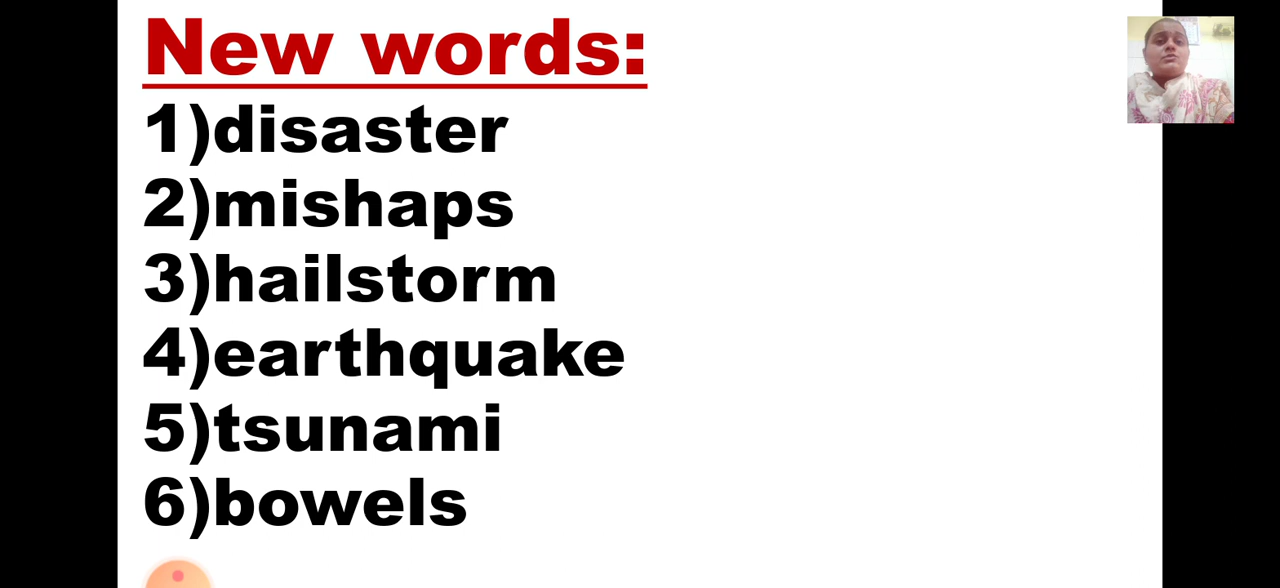 New words:
1)disaster
2)mishaps
3)hailstorm
4)earthquake
5)tsunami
6)bowels